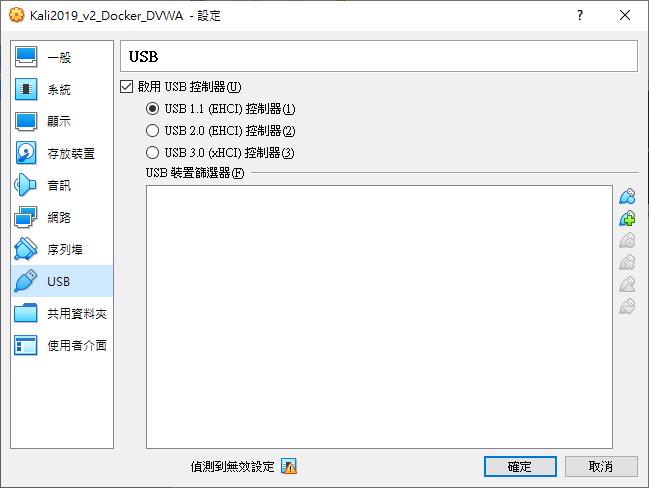 Kali2019_v2_Docker_DVWA - 設定
一般
系統
顯示
存放裝置
音訊
網路
序列埠
USB
共用資料夾
使用者介面
USB
啟用 USB 控制器(U)
USB 1.1 (EHCI) 控制器(1)
USB 2.0 (EHCI) 控制器(2)
USB 3.0 (xHCI) 控制器(3)
USB 裝置篩選器(F)
偵測到無效設定
確定
取消